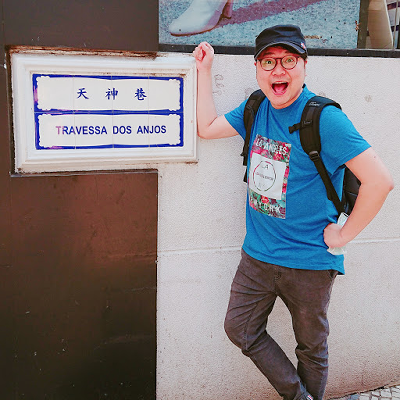 天神巷
TRAVESSA DOS ANJOS